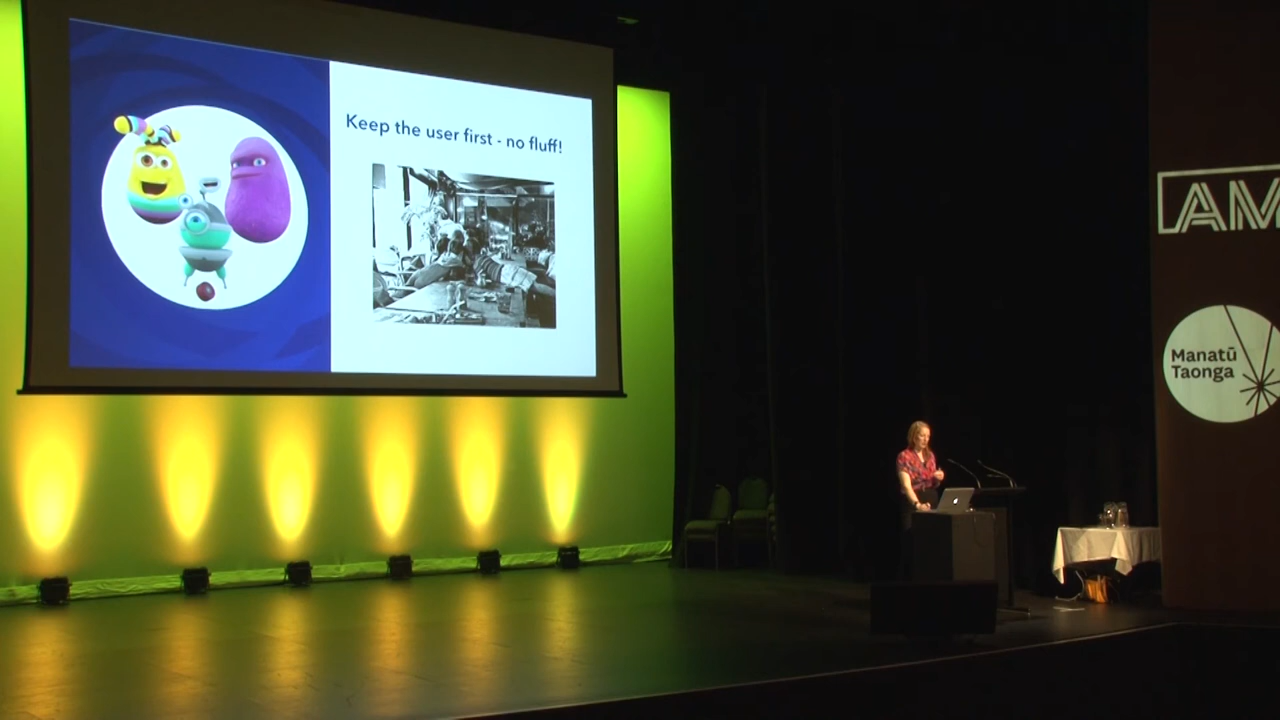 Keep the user first - no fluff!
AM
Manatū
Taonga